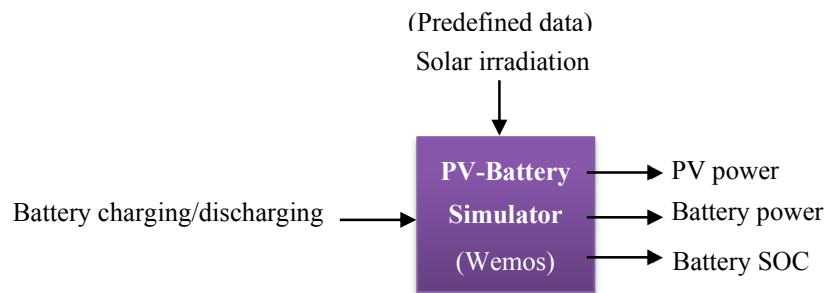 (Predefined data)
Solar irradiation
PV-Battery
Simulator
(Wemos)
Battery charging/discharging
PV power
Battery power
Battery SOC